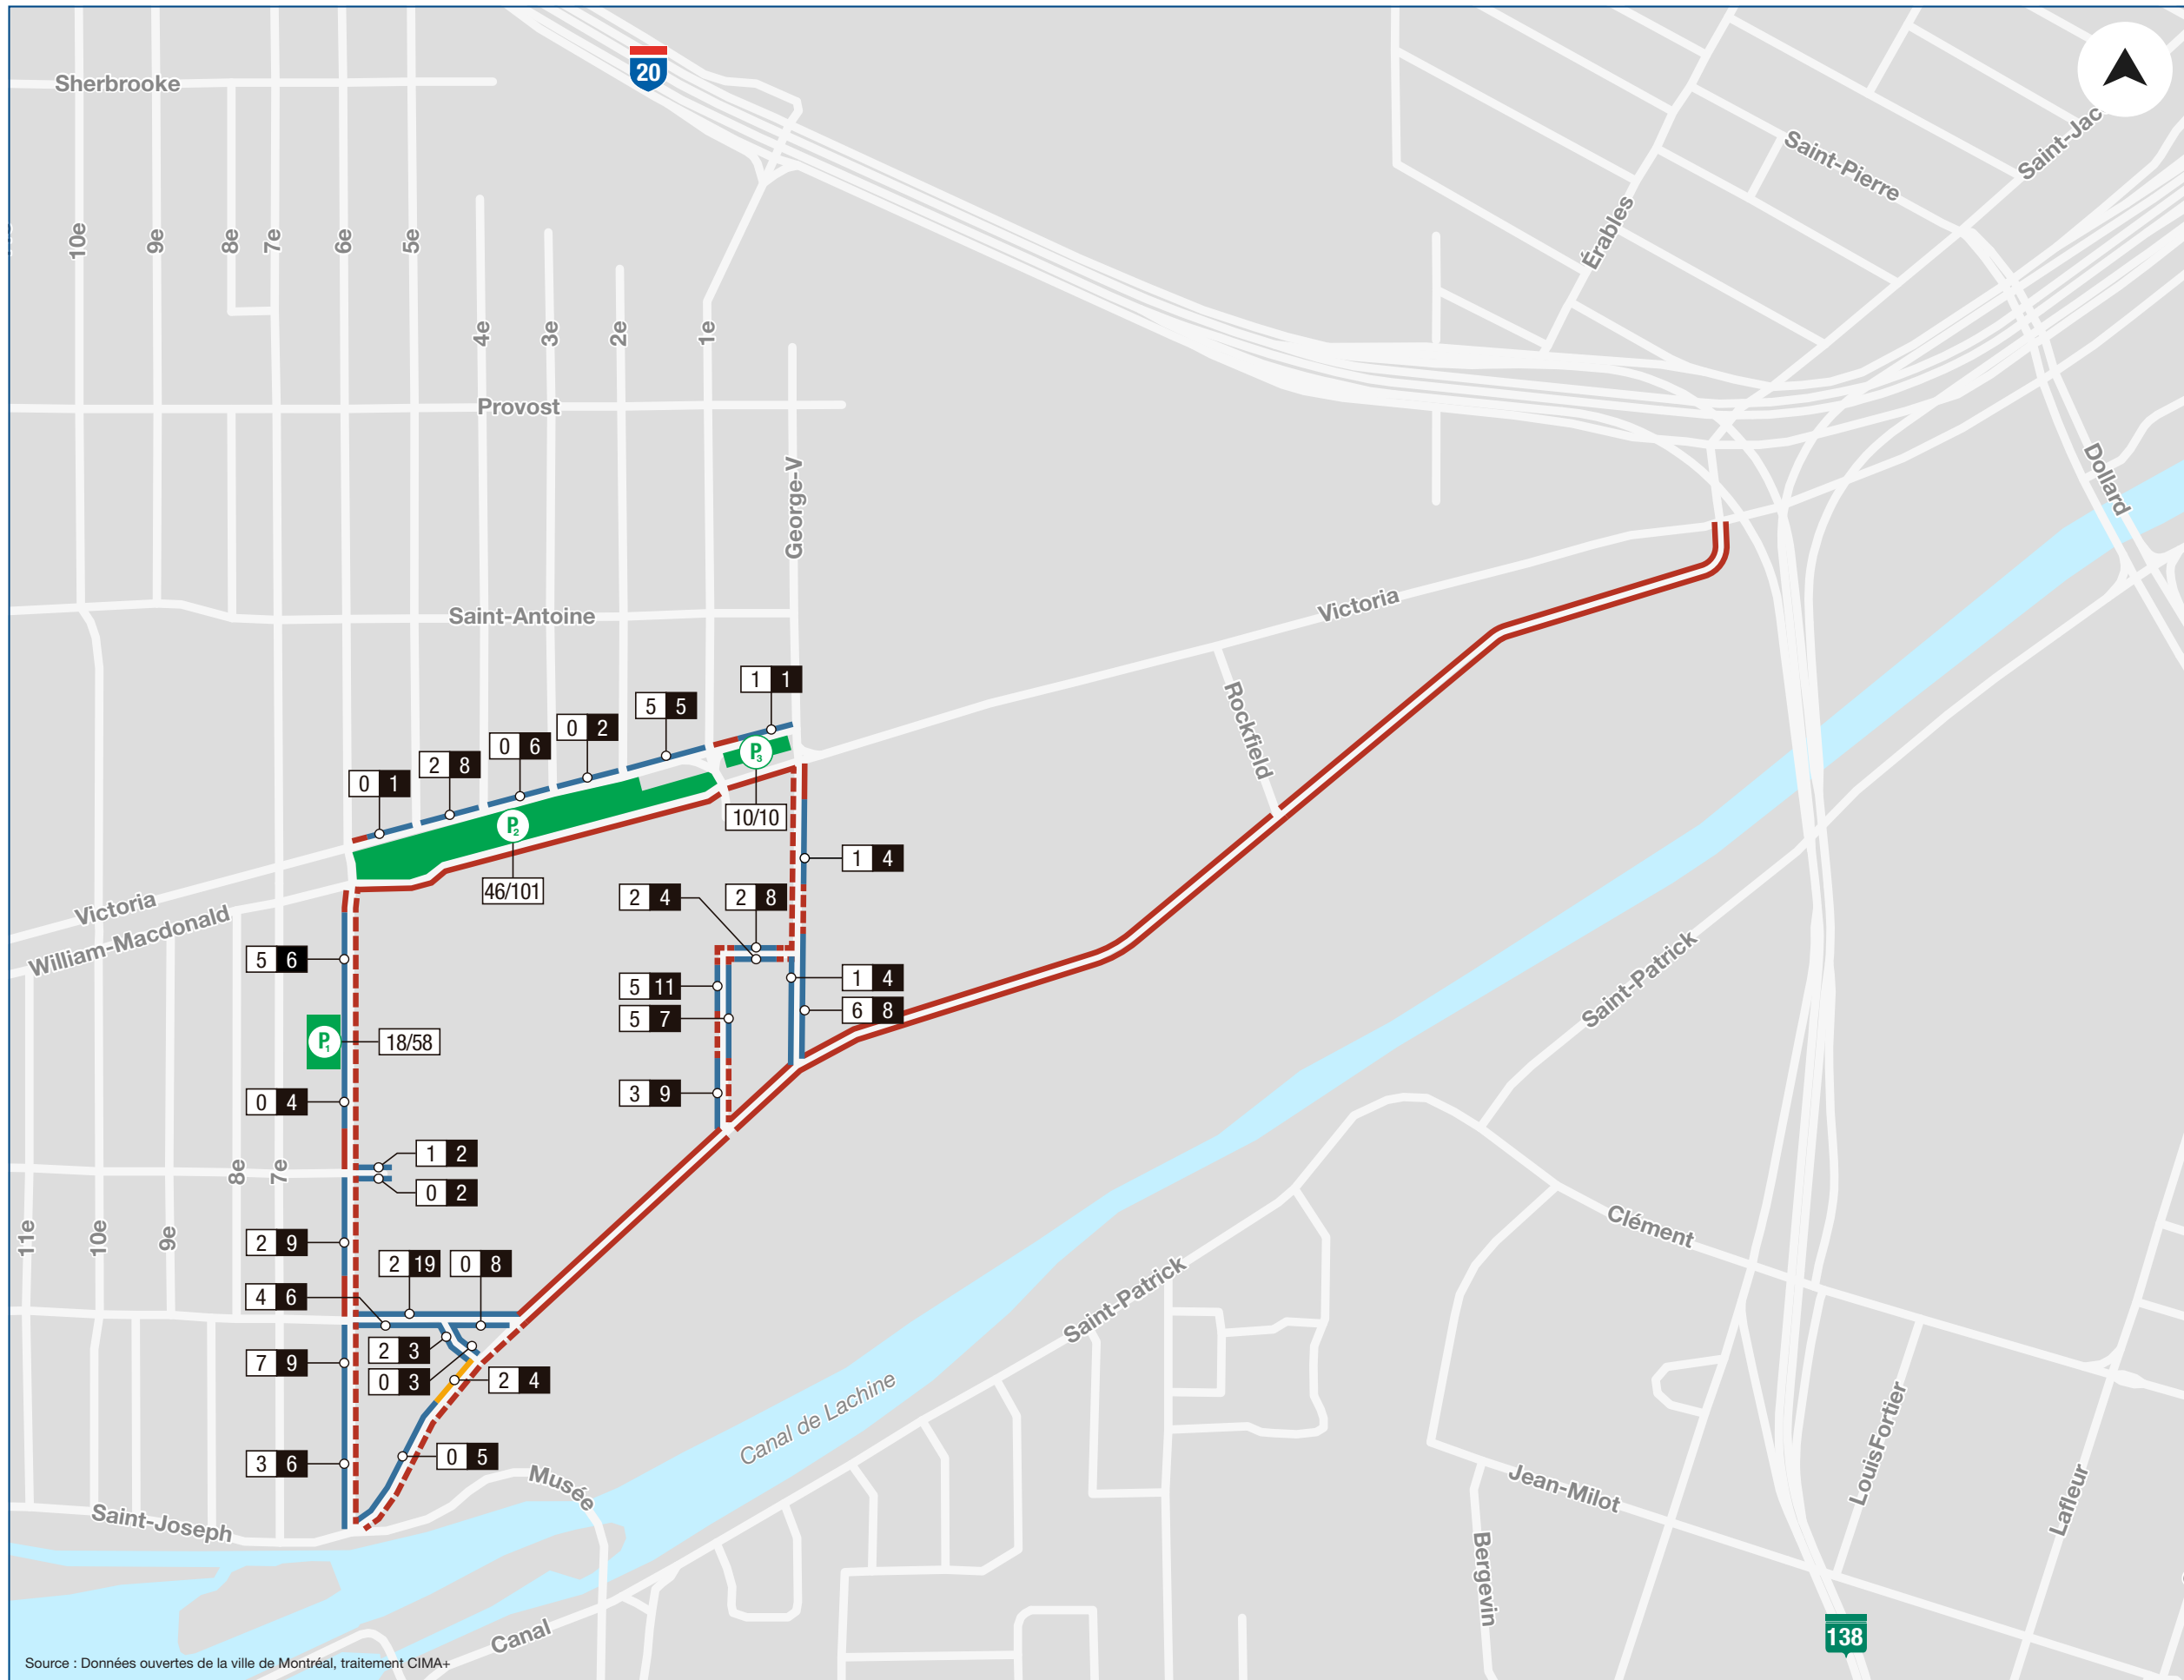 20
Sherbrooke
Saint-Pierre
Saint-Jac
Érables
10e
9e
8e
7e
6e
5e
4e
3e
2e
1e
Provost
George-V
Dollard
Saint-Antoine
Victoria
Rockfield
1 1
5 5
0 2
0 6
2 8
0 1
P3
P2
10/10
46/101
1 4
2 4
2 8
Victoria
William-Macdonald
5 6
5 11
1 4
5 7
6 8
Saint-Patrick
P1
18/58
3 9
0 4
1 2
0 2
8e
7e
11e
10e
9e
2 9
2 19
0 8
4 6
2 3
7 9
0 3
2 4
Clément
Saint-Patrick
Canal de Lachine
3 6
0 5
Musée
Saint-Joseph
Jean-Milot
LouisFortier
Lafleur
Bergevin
Canal
138
Source : Données ouvertes de la ville de Montréal, traitement CIMA+